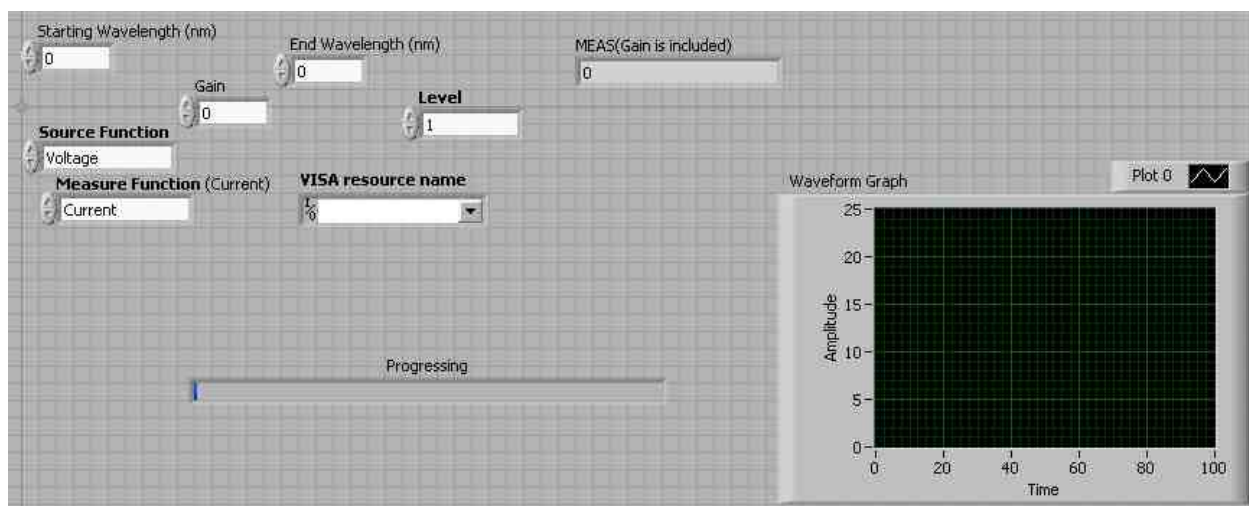 Starting Wavelength (nm)
0
End Wavelength (nm)
0
MEAS(Gain is included)
0
Gain
0
Level
1
Source Function
Voltage
Measure Function (Current)
Current
VISA resource name
I/O
Progressing
Waveform Graph
Plot 0
25
20
15
10
5
0
Amplitude
0 20 40 60 80 100
Time